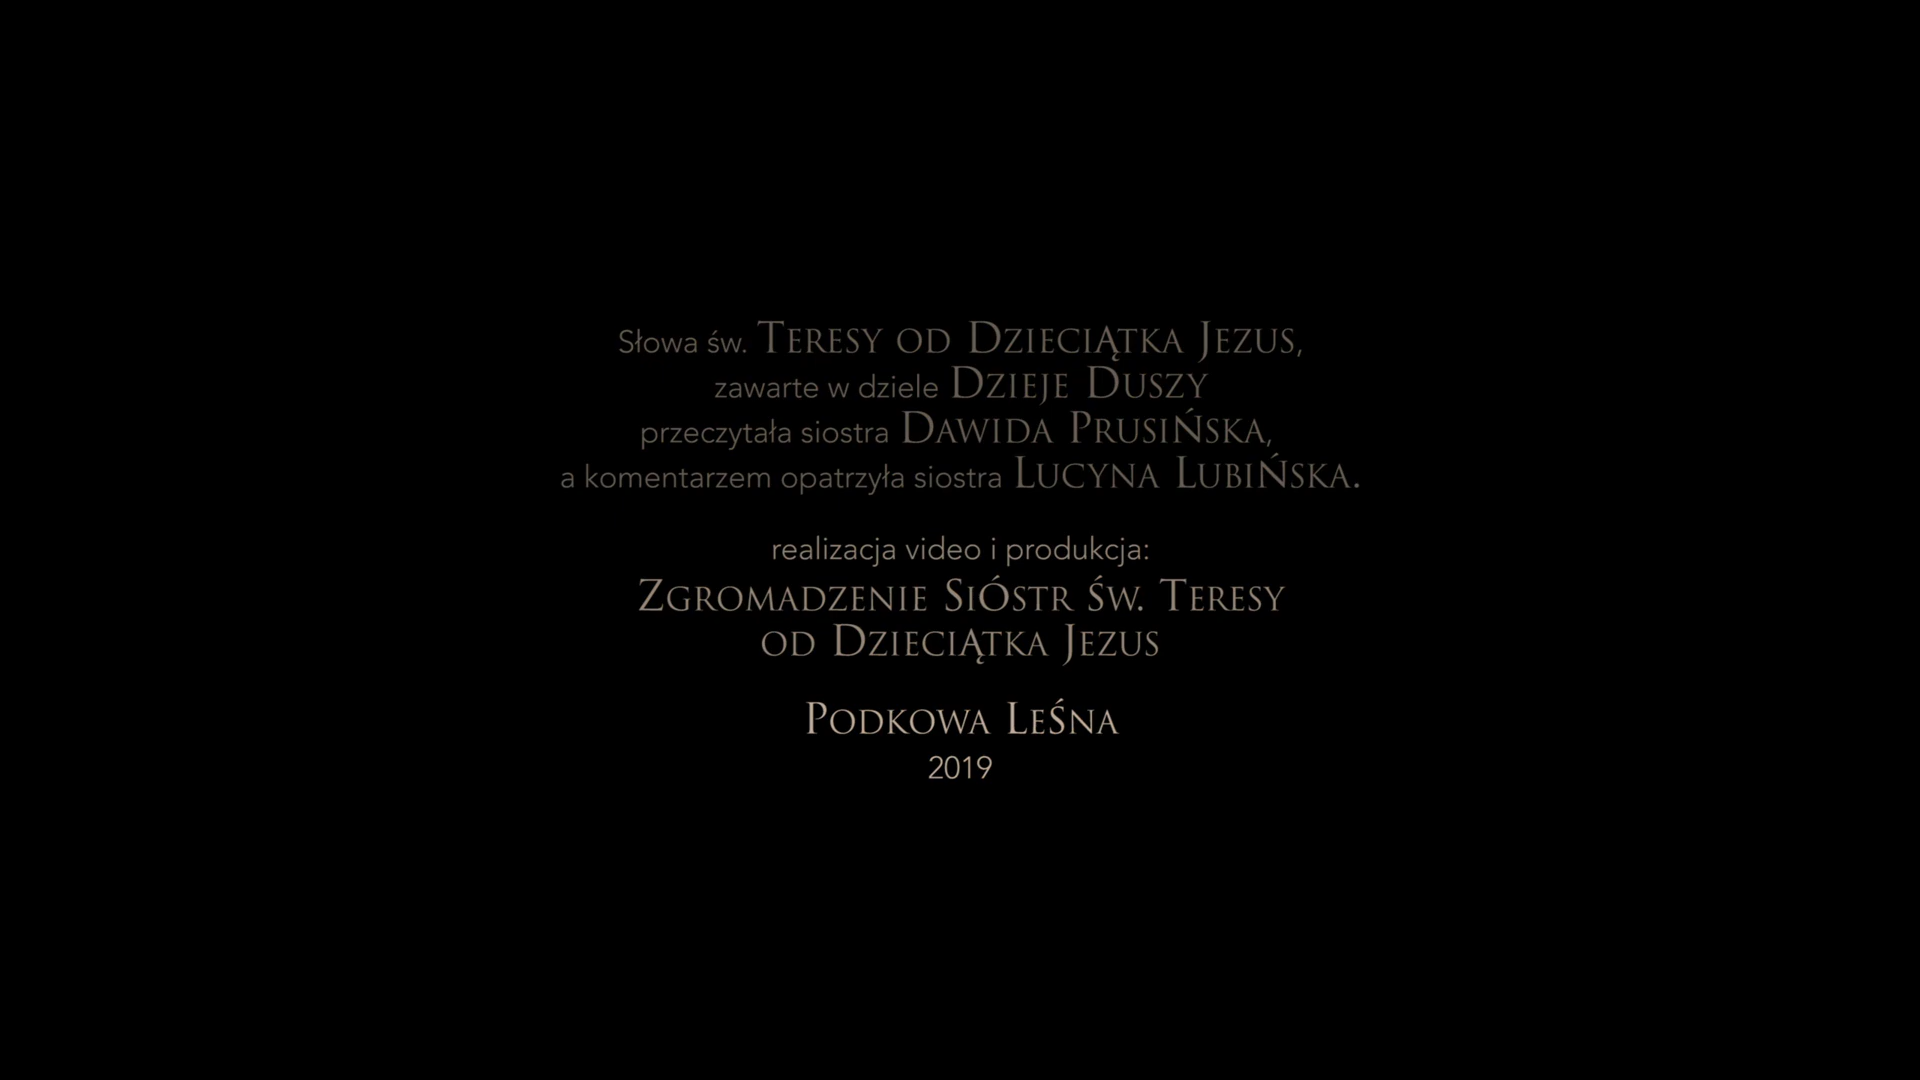 Słowa św. Teresy od Dzieciątka Jezus,
zawarte w dziele Dzieje Duszy
przeczytała siostra Dawida Prusińska,
a komentarzem opatrzyła siostra Lucyna Lubińska.
realizacja video i produkcja:
Zgromadzenie Sióstr Św. Teresy
od Dzieciątka Jezus
Podkowa Leśna
2019